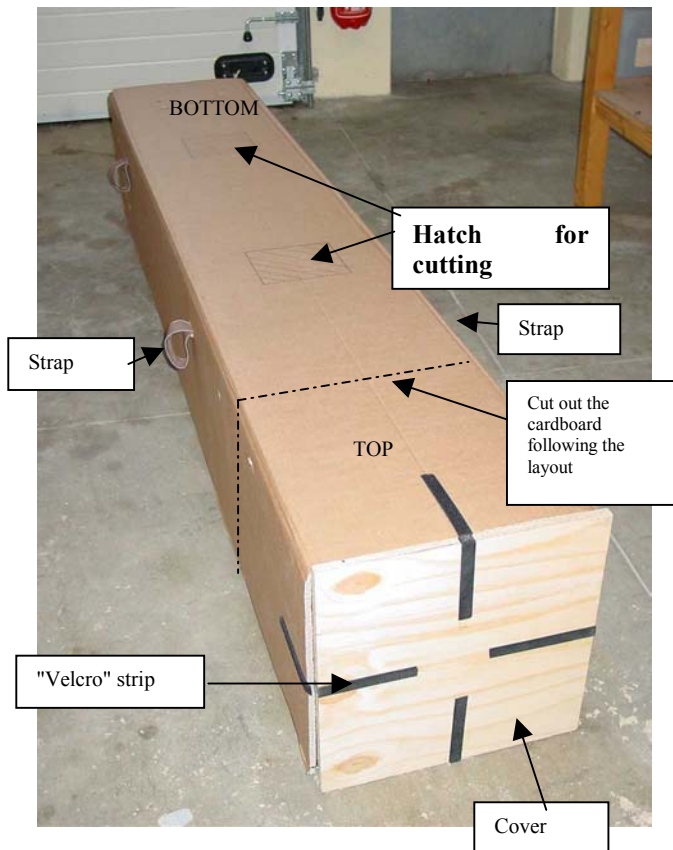 BOTTOM
Hatch for
cutting
Strap
Strap
Cut out the
cardboard
following the
layout
TOP
"Velcro" strip
Cover